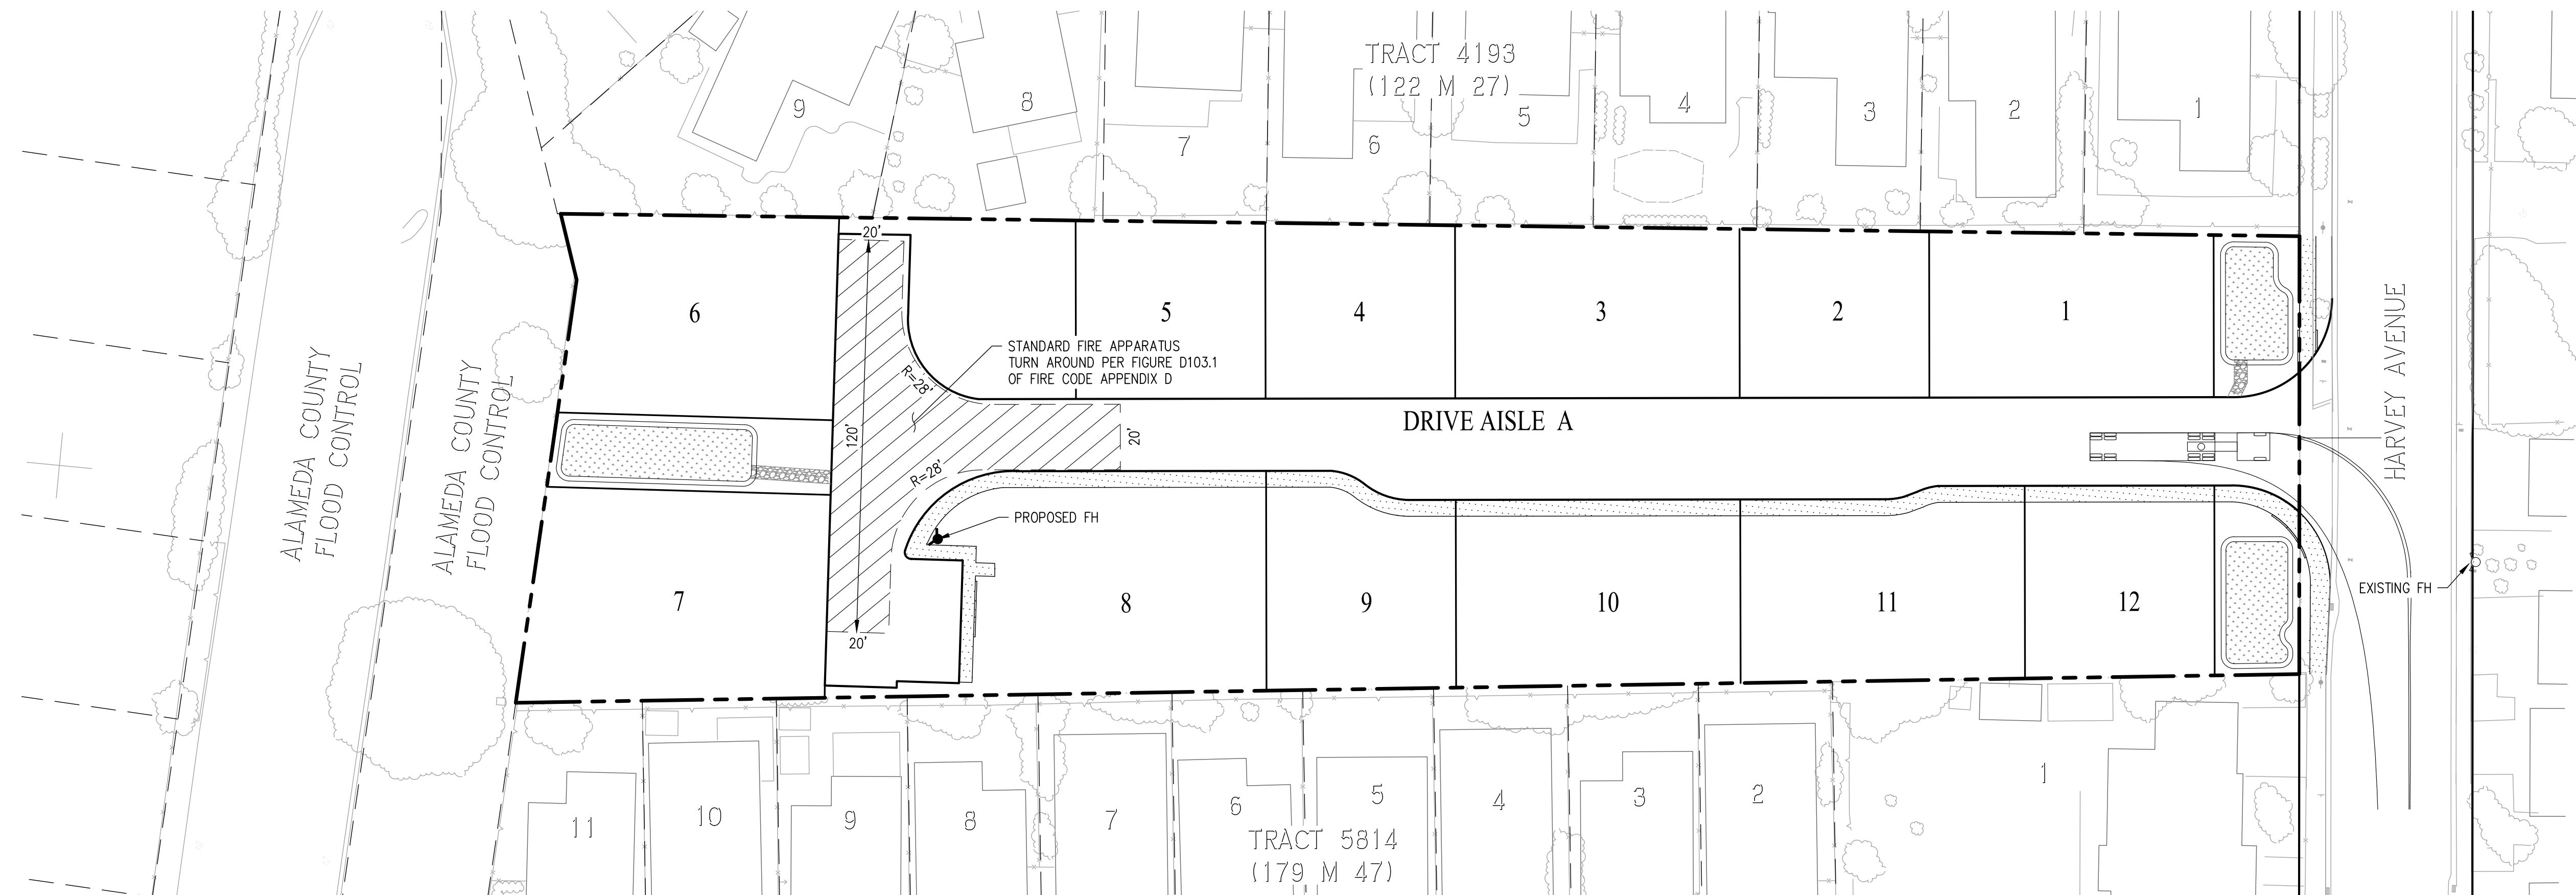 TRACT 4193
(122 M 27)
9
8
7
6
5
4
3
2
1
20'
6
5
4
3
2
1
STANDARD FIRE APPARATUS
TURN AROUND PER FIGURE D103.1
OF FIRE CODE APPENDIX D
R=28'
120'
20'
DRIVE AISLE A
HARVEY AVENUE
ALAMEDA COUNTY
FLOOD CONTROL
ALAMEDA COUNTY
FLOOD CONTROL
R=28'
PROPOSED FH
EXISTING FH
7
8
9
10
11
12
20'
11
10
9
8
7
6
5
4
3
2
1
TRACT 5814
(179 M 47)